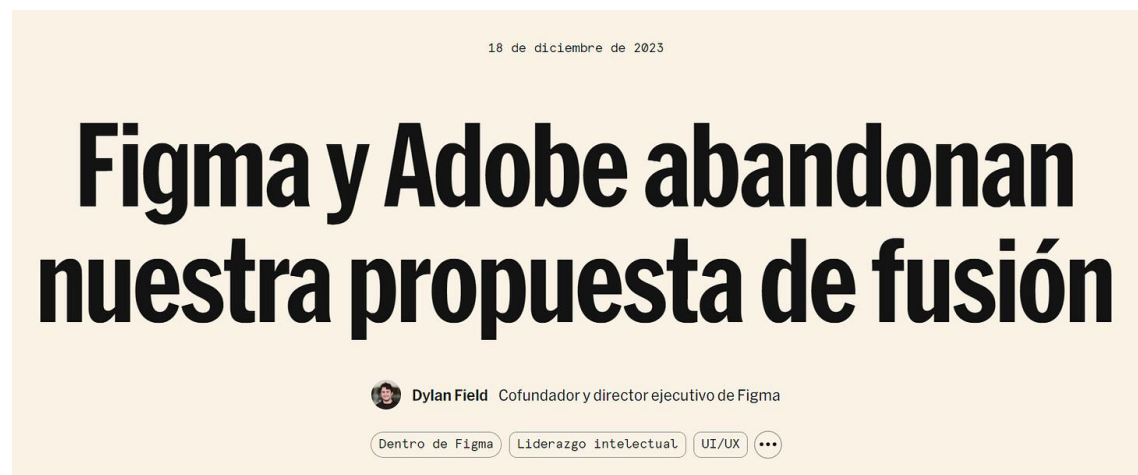 18 de diciembre de 2023
Figma y Adobe abandonan
nuestra propuesta de fusión
Dylan Field Cofundador y director ejecutivo de Figma
Dentro de Figma Liderazgo intelectual UI/UX •••